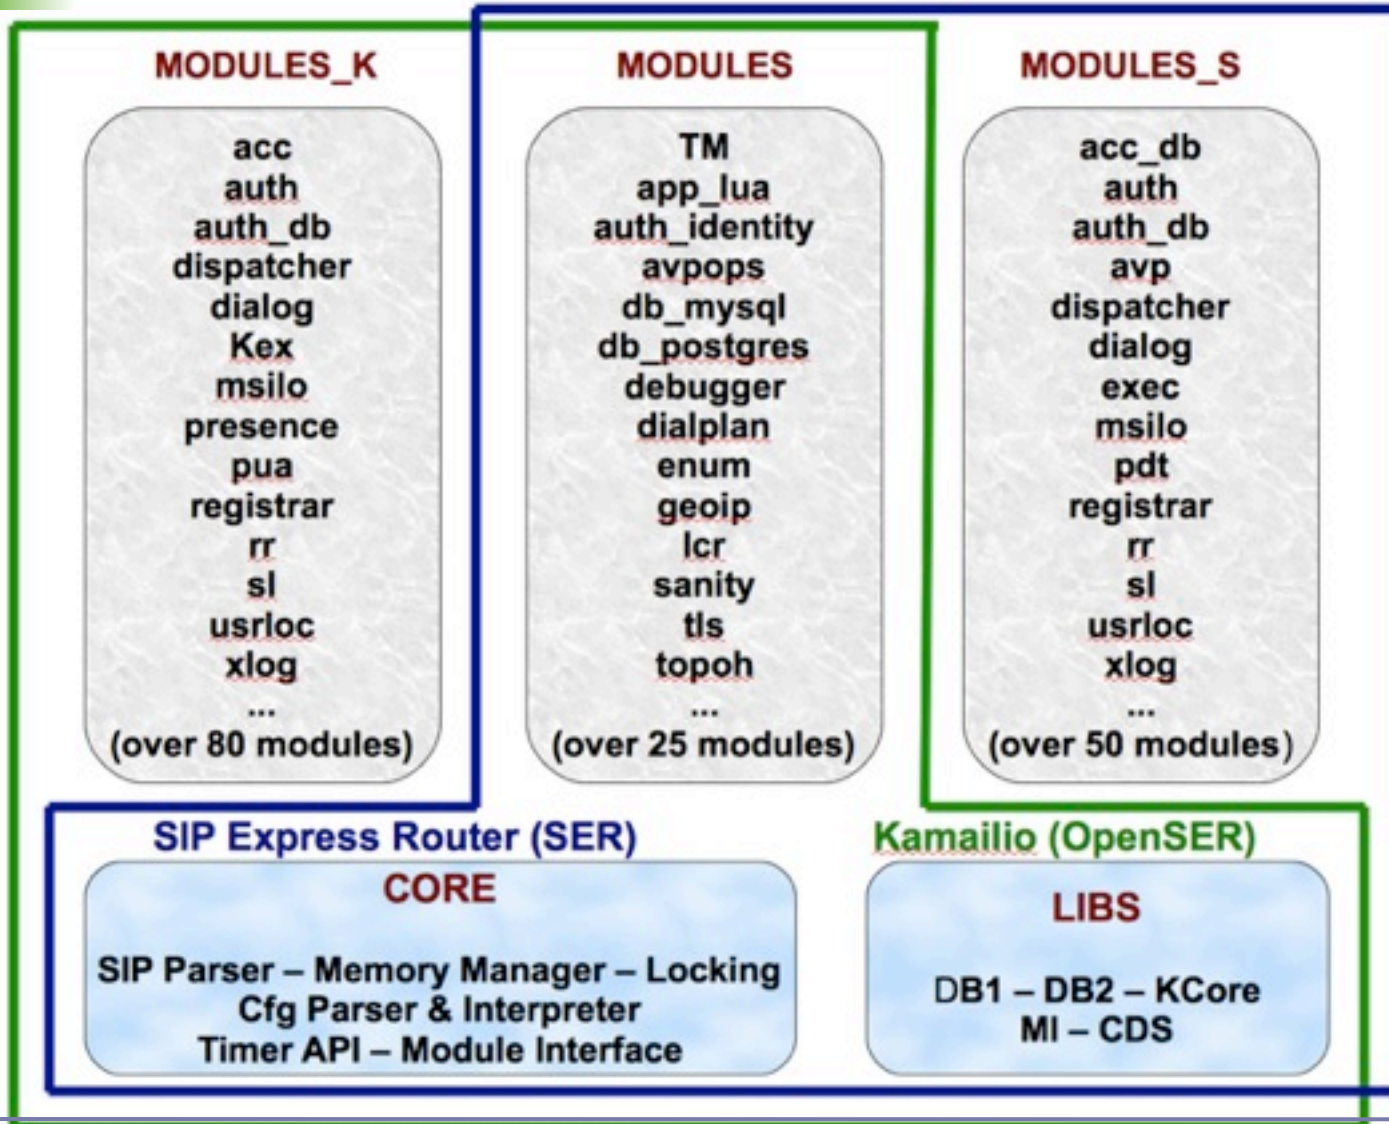 MODULES_K
acc
auth
auth_db
dispatcher
dialog
Kex
msilo
presence
pua
registrar
rr
sl
usrloc
xlog
...
(over 80 modules)
MODULES
TM
app_lua
auth_identity
avpops
db_mysql
db_postgres
debugger
dialplan
enum
geoip
lcr
sanity
tls
topoh
...
(over 25 modules)
MODULES_S
acc_db
auth
auth_db
avp
dispatcher
dialog
exec
msilo
pdt
registrar
rr
sl
usrloc
xlog
...
(over 50 modules)
SIP Express Router (SER)
CORE
SIP Parser – Memory Manager – Locking
Cfg Parser & Interpreter
Timer API – Module Interface
Kamailio (OpenSER)
LIBS
DB1 – DB2 – KCore
MI – CDS